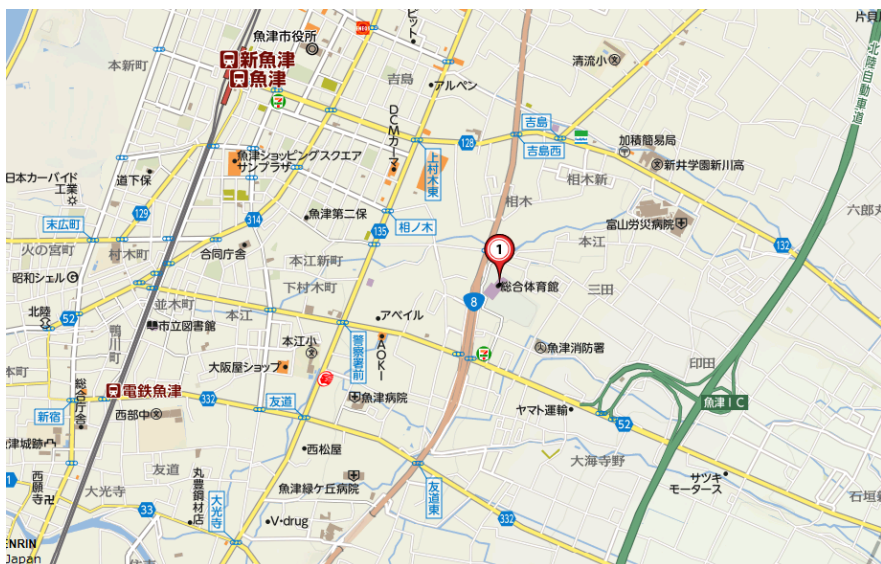 魚津市役所
本新町
新魚津
魚津
吉島
アルペン
清流小
片貝
北陸自動車道
DCMカーマ
128
吉島
吉島西
加積簡易局
新井学園新川高
魚津ショッピングスクエア
サンプラザ
上村木東
相木
相木新
日本カーバイド
工業
道下保
129
314
魚津第二保
135
相ノ木
富山労災病院
六郎丸
末広町
火の宮町
村木町
合同庁舎
本江新町
本江
132
1
総合体育館
昭和シェル
下村木町
三田
8
北陸
52
並木町
本江
アベイル
鴨川町
市立図書館
本江小
警察署前
AOKI
魚津消防署
印田
大阪屋ショップ
本町
電鉄魚津
総合庁舎
新宿
西部中
332
友道
魚津病院
ヤマト運輸
魚津IC
52
津城跡
西松屋
大海寺野
友道
丸豊鋼材店
魚津緑ケ丘病院
友道東
サツキ
モータース
西願寺
大光寺
33
大光寺
V・drug
332
石垣
ENRIN
Japan